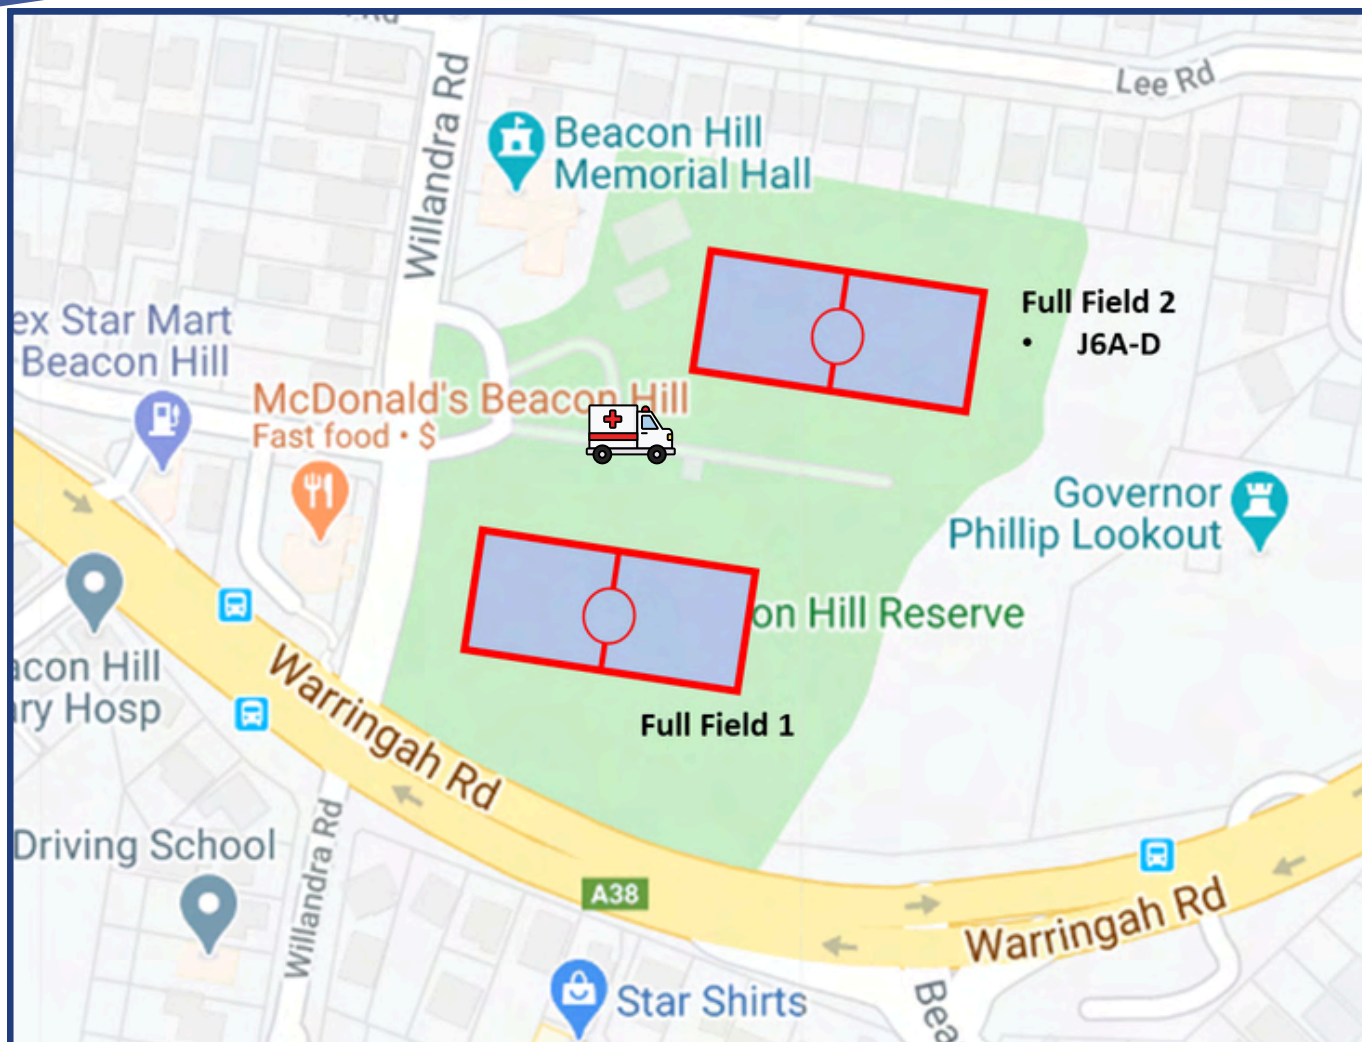 Lee Rd
Willandra Rd
Beacon Hill
Memorial Hall
Full Field 2
• J6A-D
ex Star Mart
Beacon Hill
McDonald's Beacon Hill
Fast food • $
Governor
Phillip Lookout
on Hill Reserve
acon Hill
ary Hosp
Warringah Rd
Full Field 1
Willandra Rd
Driving School
A38
Warringah Rd
Star Shirts
Bea